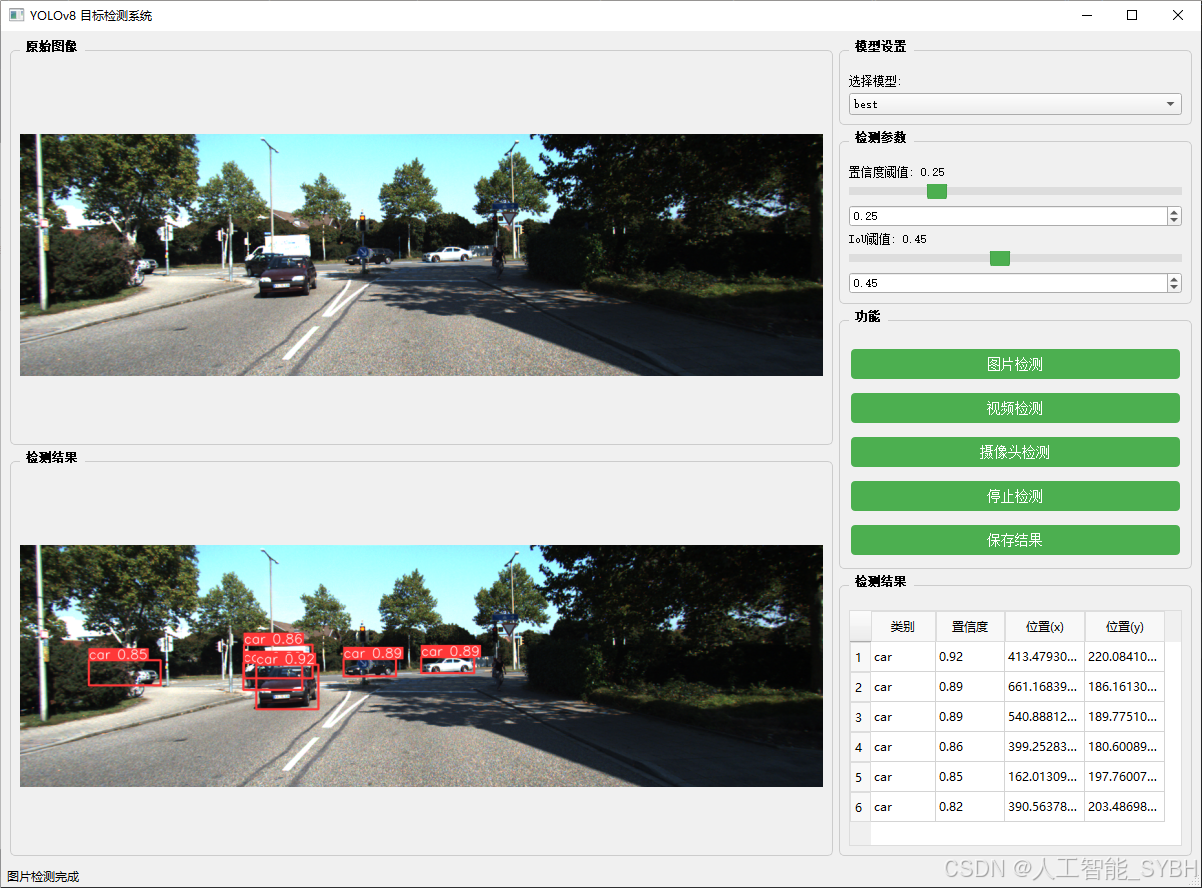 YOLOv8 目标检测系统
原始图像
检测结果
car 0.85
car 0.86
car 0.92
car 0.89
car 0.89
模型设置
选择模型:
best
检测参数
置信度阈值: 0.25
0.25
IoU阈值: 0.45
0.45
功能
图片检测
视频检测
摄像头检测
停止检测
保存结果
检测结果
类别 置信度 位置(x) 位置(y)
1 car 0.92 413.47930... 220.08410...
2 car 0.89 661.16839... 186.16130...
3 car 0.89 540.88812... 189.77510...
4 car 0.86 399.25283... 180.60089...
5 car 0.85 162.01309... 197.76007...
6 car 0.82 390.56378... 203.48698...
图片检测完成
CSDN @人工智能_SYBH